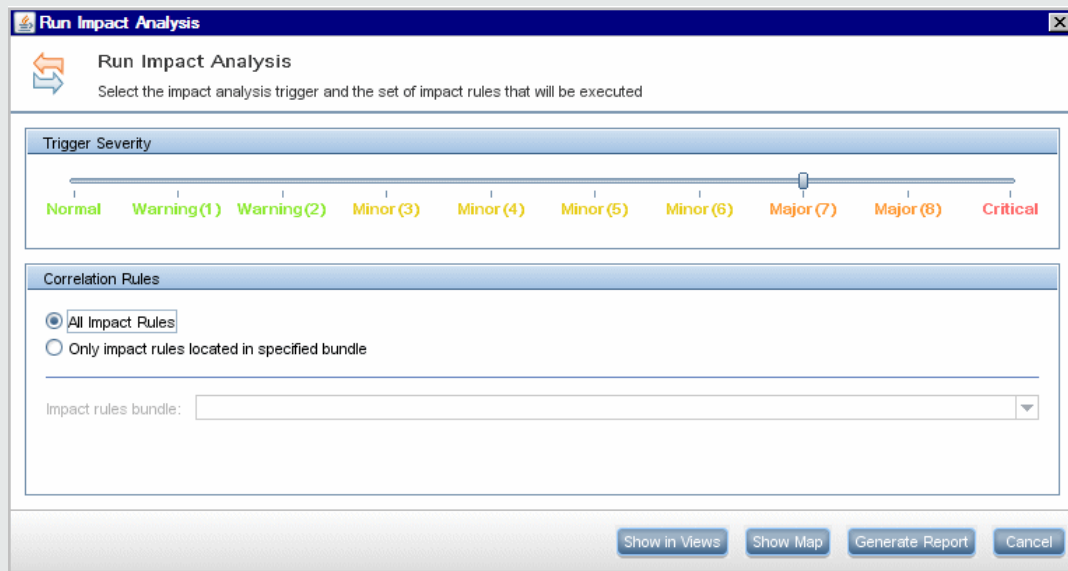 Run Impact Analysis
Run Impact Analysis
Select the impact analysis trigger and the set of impact rules that will be executed
Trigger Severity
Normal Warning(1) Warning(2) Minor(3) Minor(4) Minor(5) Minor(6) Major(7) Major(8) Critical
Correlation Rules
All Impact Rules
Only impact rules located in specified bundle
Impact rules bundle:
Show in Views Show Map Generate Report Cancel